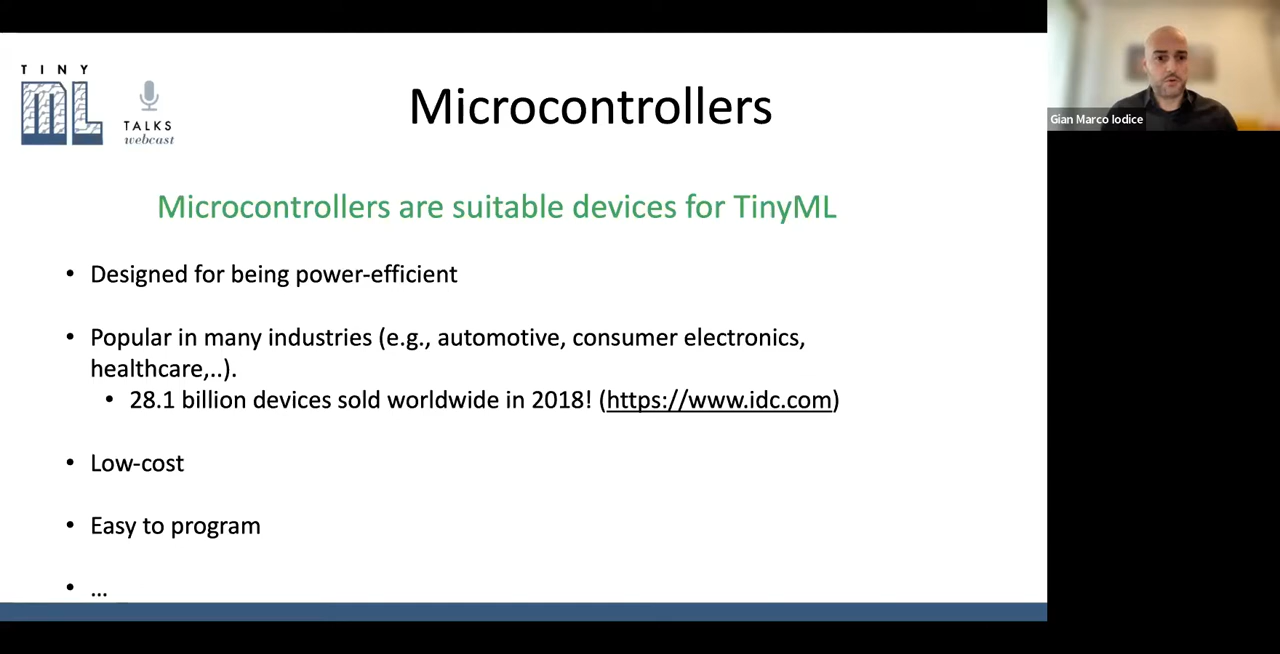 TINY
ML
TALKS
webcast
Microcontrollers
Gian Marco Iodice
Microcontrollers are suitable devices for TinyML
• Designed for being power-efficient
• Popular in many industries (e.g., automotive, consumer electronics,
healthcare,..).
• 28.1 billion devices sold worldwide in 2018! (https://www.idc.com)
• Low-cost
• Easy to program
• ...